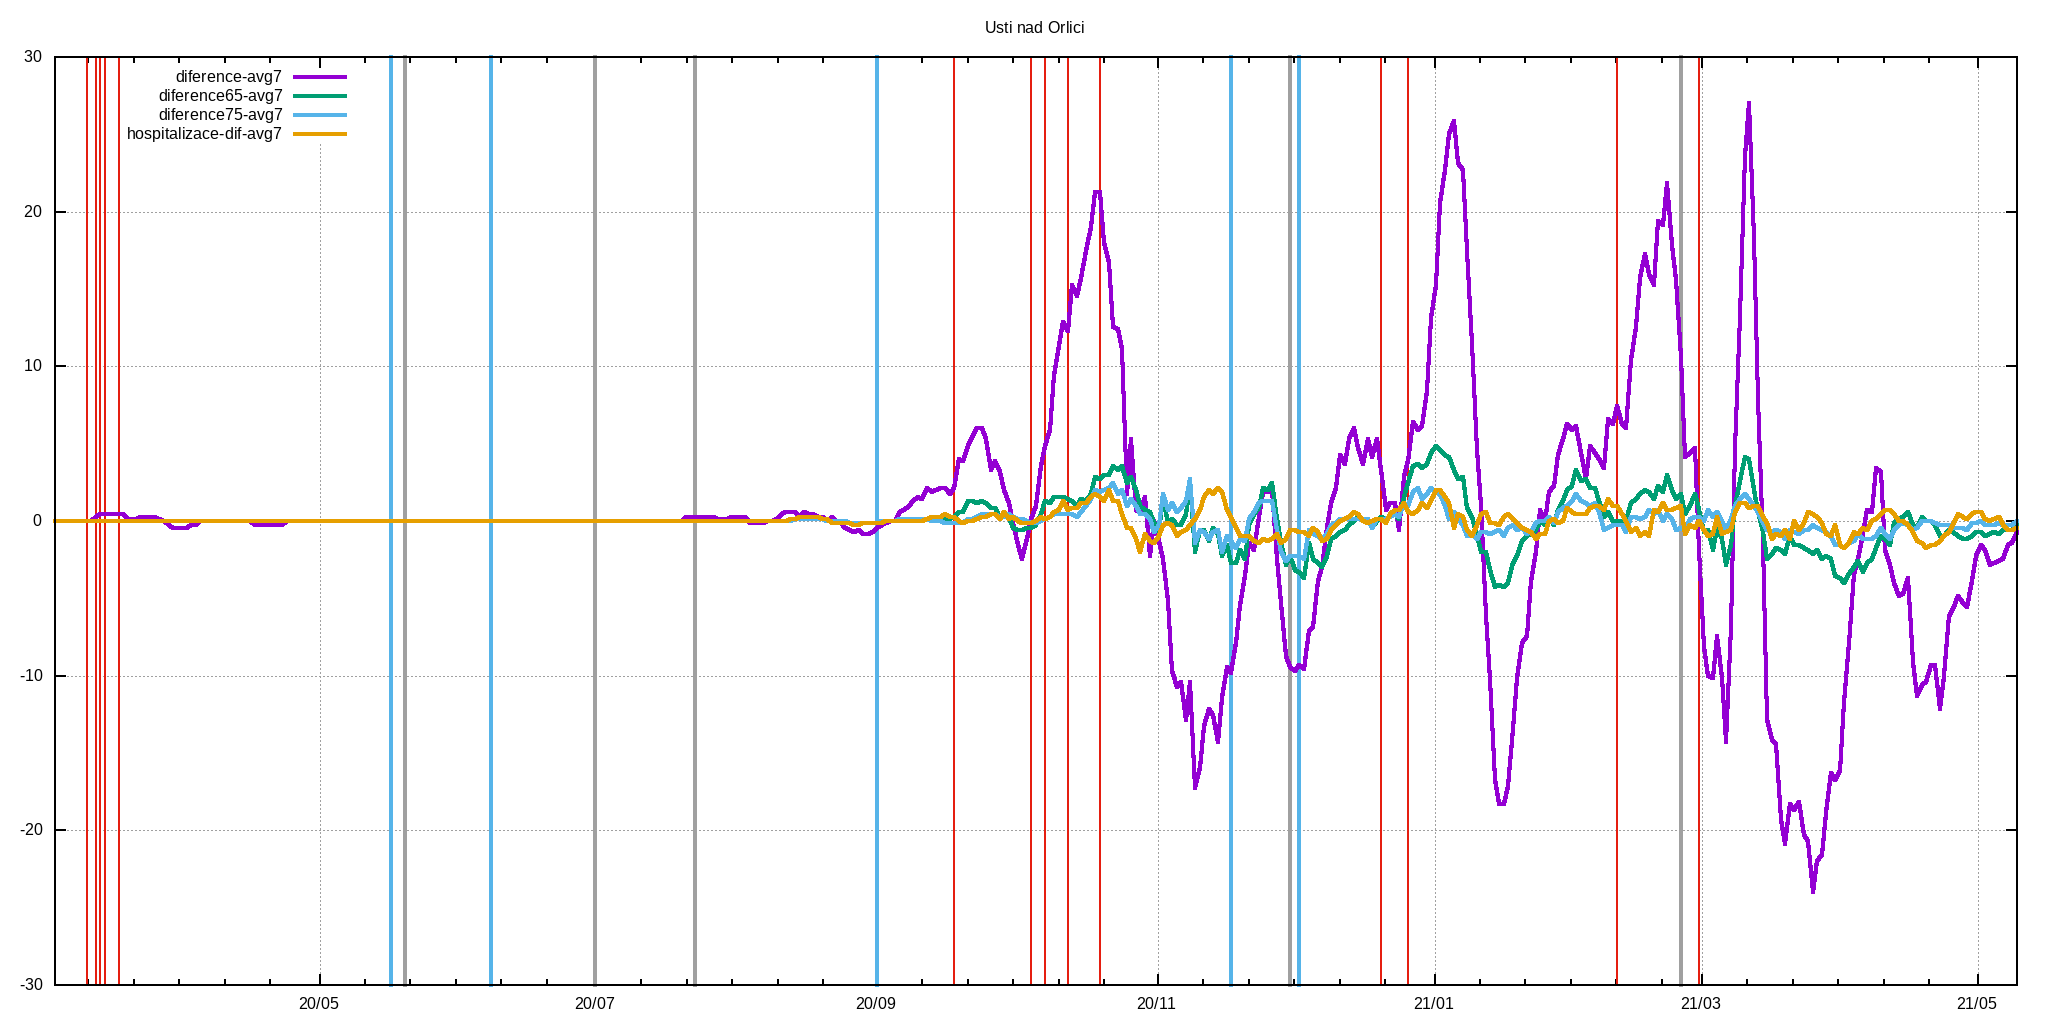 Usti nad Orlici
diference-avg7
diference65-avg7
diference75-avg7
hospitalizace-dif-avg7
30
20
10
0
-10
-20
-30
20/05 20/07 20/09 20/11 21/01 21/03 21/05